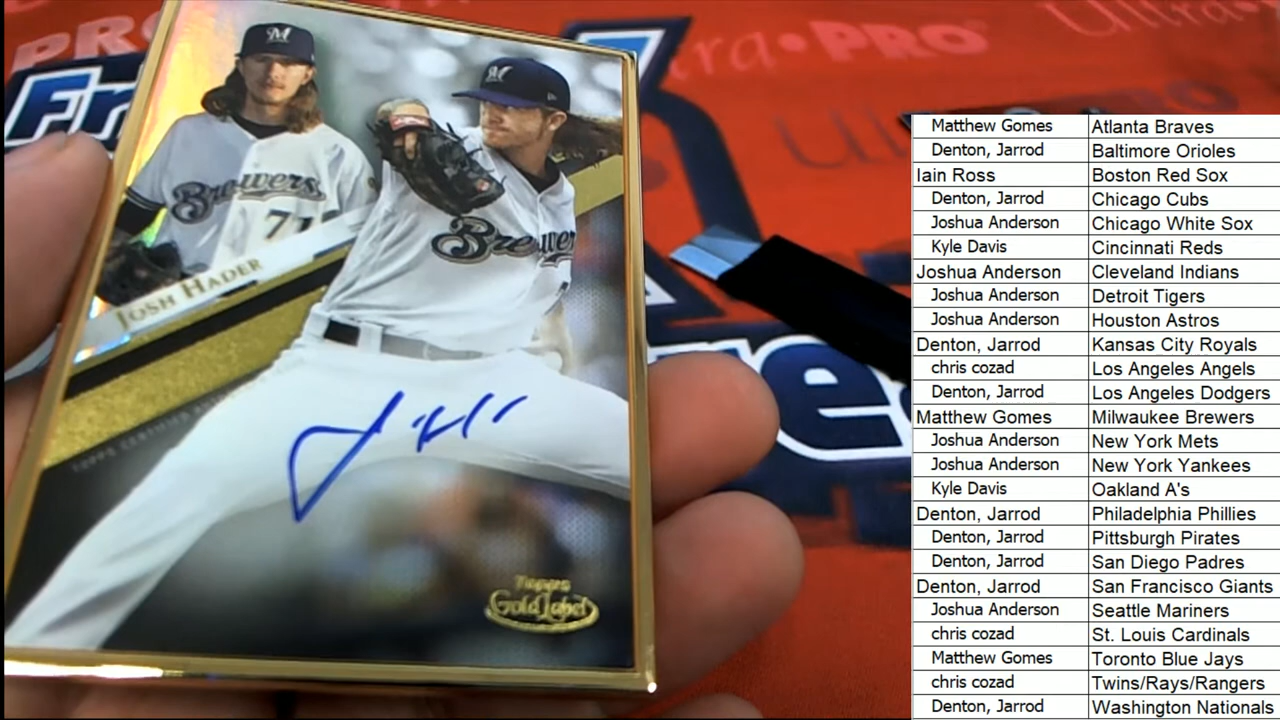 PRO
Fr
Ultra•PRO
Ultra
M
M
Brewers
71
Brewers
JOSH HADER
TOPPS CERTIFIED
Topps
Gold Label
Matthew Gomes Atlanta Braves
Denton, Jarrod Baltimore Orioles
Iain Ross Boston Red Sox
Denton, Jarrod Chicago Cubs
Joshua Anderson Chicago White Sox
Kyle Davis Cincinnati Reds
Joshua Anderson Cleveland Indians
Joshua Anderson Detroit Tigers
Joshua Anderson Houston Astros
Denton, Jarrod Kansas City Royals
chris cozad Los Angeles Angels
Denton, Jarrod Los Angeles Dodgers
Matthew Gomes Milwaukee Brewers
Joshua Anderson New York Mets
Joshua Anderson New York Yankees
Kyle Davis Oakland A's
Denton, Jarrod Philadelphia Phillies
Denton, Jarrod Pittsburgh Pirates
Denton, Jarrod San Diego Padres
Denton, Jarrod San Francisco Giants
Joshua Anderson Seattle Mariners
chris cozad St. Louis Cardinals
Matthew Gomes Toronto Blue Jays
chris cozad Twins/Rays/Rangers
Denton, Jarrod Washington Nationals